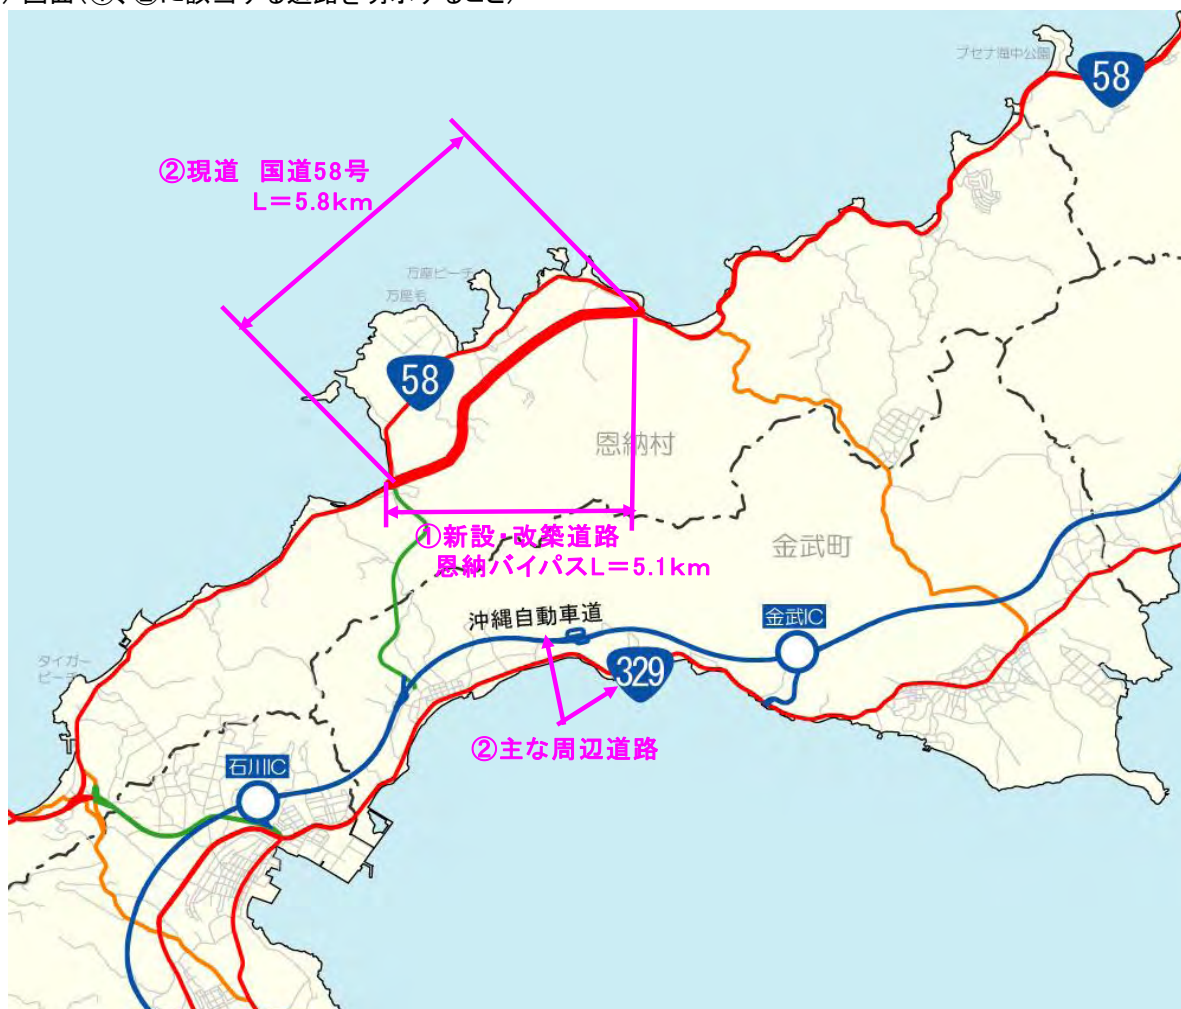 ブセナ海中公園
58
②現道 国道58号
L=5.8km
万座ビーチ
万座毛
58
恩納村
①新設・改築道路
恩納バイパスL=5.1km
金武町
沖縄自動車道
金武IC
タイガー
ビーチ
329
②主な周辺道路
石川IC